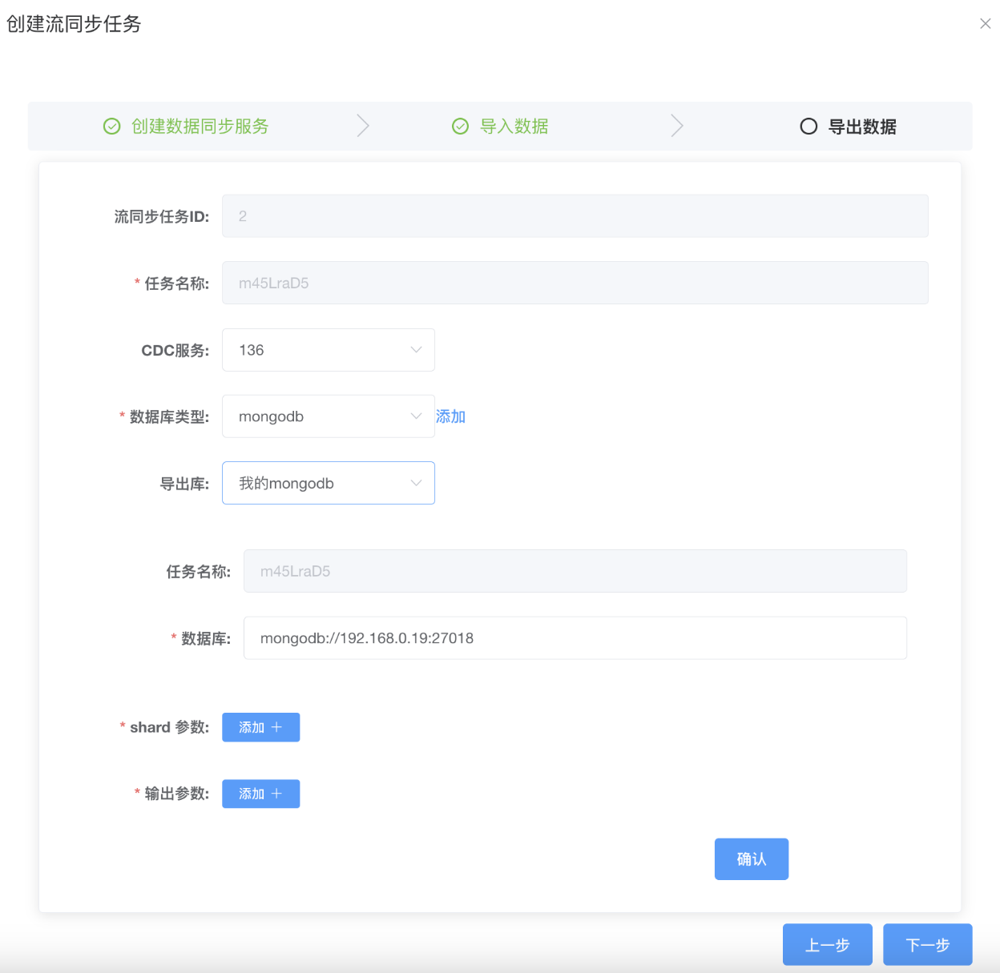 创建流同步任务
创建数据同步服务
导入数据
导出数据
流同步任务ID: 2
* 任务名称: m45LraD5
CDC服务: 136
* 数据库类型: mongodb 添加
导出库: 我的mongodb
任务名称: m45LraD5
* 数据库: mongodb://192.168.0.19:27018
* shard 参数: 添加 +
* 输出参数: 添加 +
确认
上一步 下一步